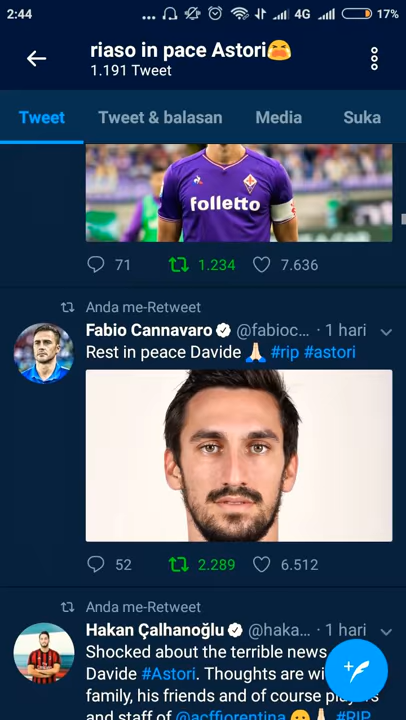 2:44 ... 4G 17%
riaso in pace Astori😫
1.191 Tweet
Tweet Tweet & balasan Media Suka
folletto
71 1.234 7.636
Anda me-Retweet
Fabio Cannavaro @fabioc... · 1 hari
Rest in peace Davide 🙏🏻 #rip #astori
52 2.289 6.512
Anda me-Retweet
Hakan Çalhanoğlu @haka... · 1 hari
Shocked about the terrible news
Davide #Astori. Thoughts are wi
family, his friends and of course
and staff of @acffiorentina 🙏🏻 #RIP